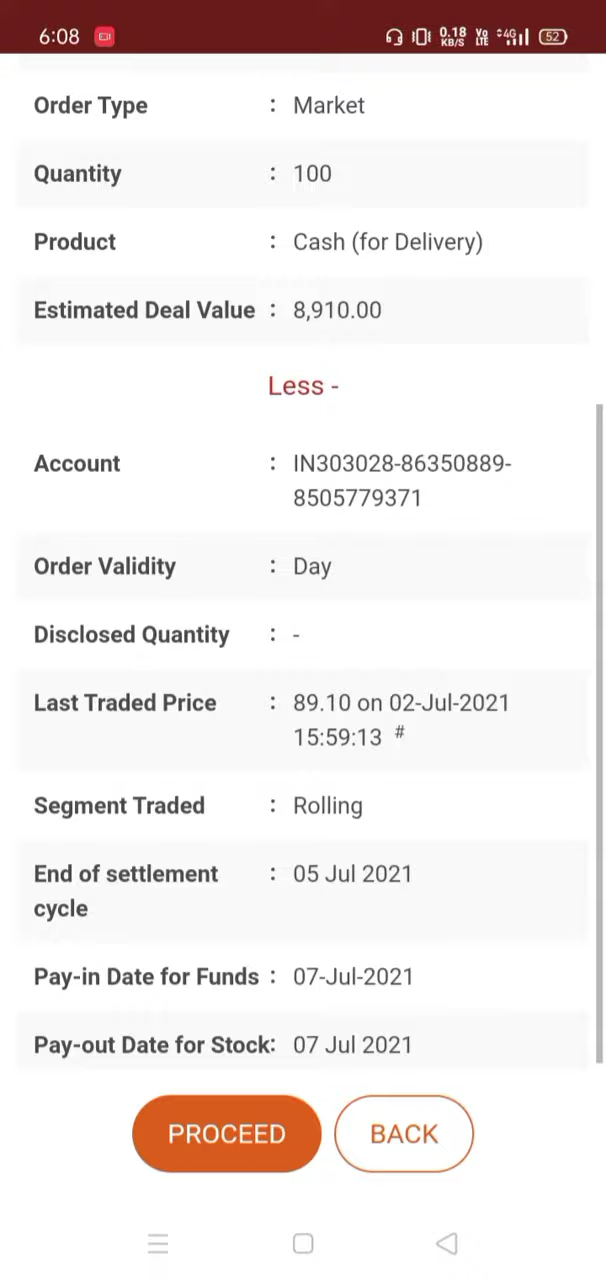 6:08 0.18 KB/S Vo LTE 4G 52
Order Type : Market
Quantity : 100
Product : Cash (for Delivery)
Estimated Deal Value : 8,910.00
Less -
Account : IN303028-86350889-
8505779371
Order Validity : Day
Disclosed Quantity : -
Last Traded Price : 89.10 on 02-Jul-2021
15:59:13 #
Segment Traded : Rolling
End of settlement : 05 Jul 2021
cycle
Pay-in Date for Funds : 07-Jul-2021
Pay-out Date for Stock: 07 Jul 2021
PROCEED BACK